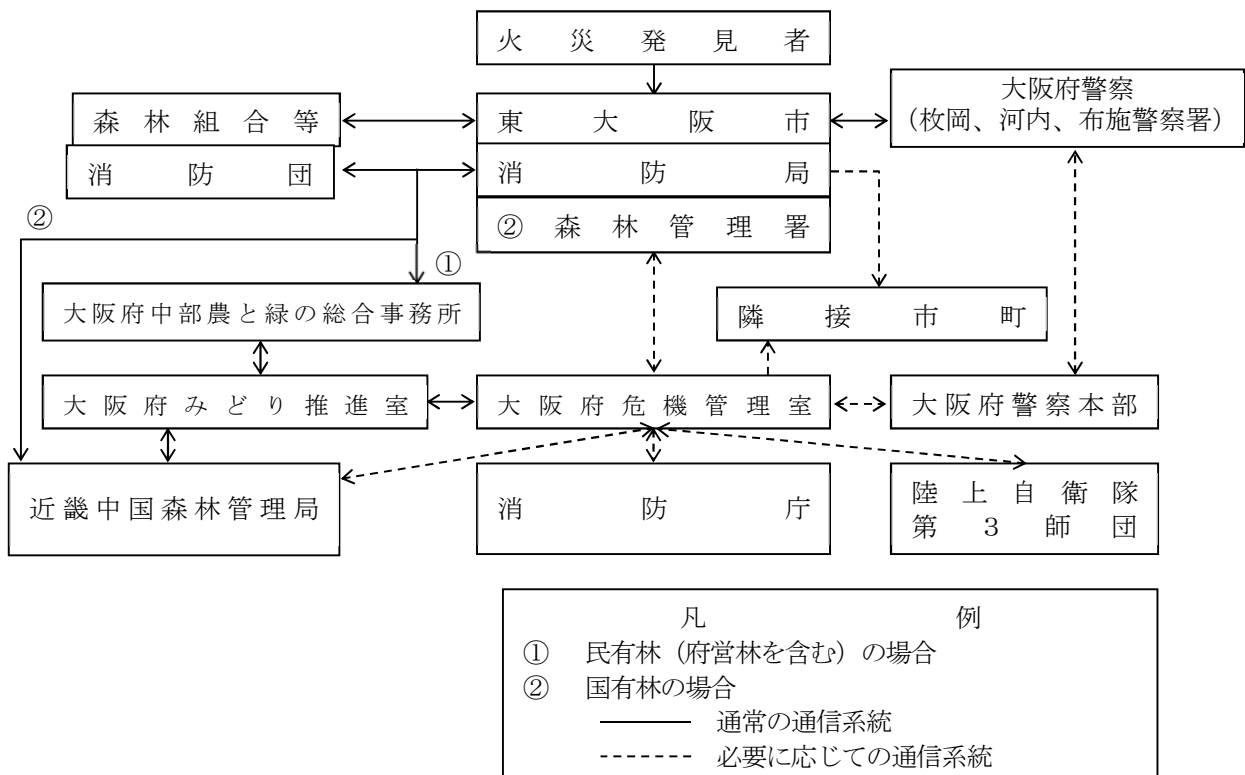 火災発見者
森林組合等
東大阪市
大阪府警察
（枚岡、河内、布施警察署）
消防団
消防局
②
② 森林管理署
①
大阪府中部農と緑の総合事務所
隣接市町
大阪府みどり推進室
大阪府危機管理室
大阪府警察本部
近畿中国森林管理局
消防庁
陸上自衛隊
第３師団
凡例
① 民有林（府営林を含む）の場合
② 国有林の場合
通常の通信系統
必要に応じての通信系統